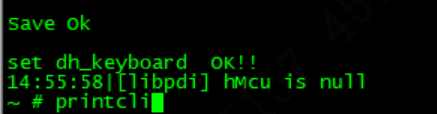 Save Ok
set dh_keyboard  OK!!
14:55:58|[libpdi] hMcu is null
~ # printcli